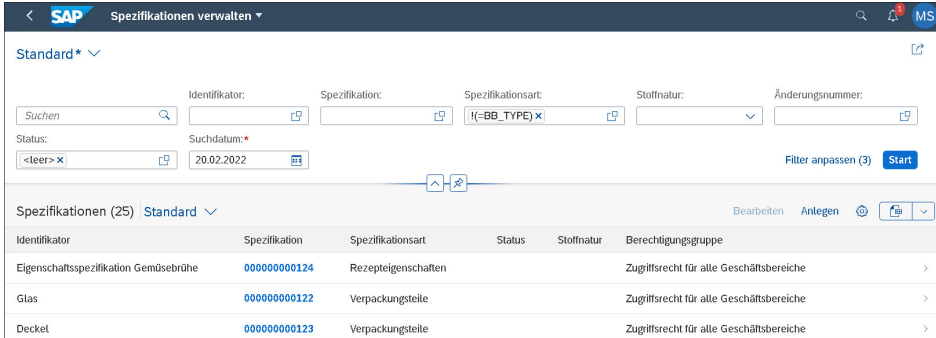 SAP Spezifikationen verwalten 1 MS
Standard*
Identifikator: Spezifikation: Spezifikationsart: Stoffnatur: Änderungsnummer:
Suchen !(=BB_TYPE)
Status: Suchdatum:*
<leer> 20.02.2022 Filter anpassen (3) Start
Spezifikationen (25) Standard Bearbeiten Anlegen
Identifikator Spezifikation Spezifikationsart Status Stoffnatur Berechtigungsgruppe
Eigenschaftsspezifikation Gemüsebrühe 000000000124 Rezepteigenschaften Zugriffsrecht für alle Geschäftsbereiche
Glas 000000000122 Verpackungsteile Zugriffsrecht für alle Geschäftsbereiche
Deckel 000000000123 Verpackungsteile Zugriffsrecht für alle Geschäftsbereiche